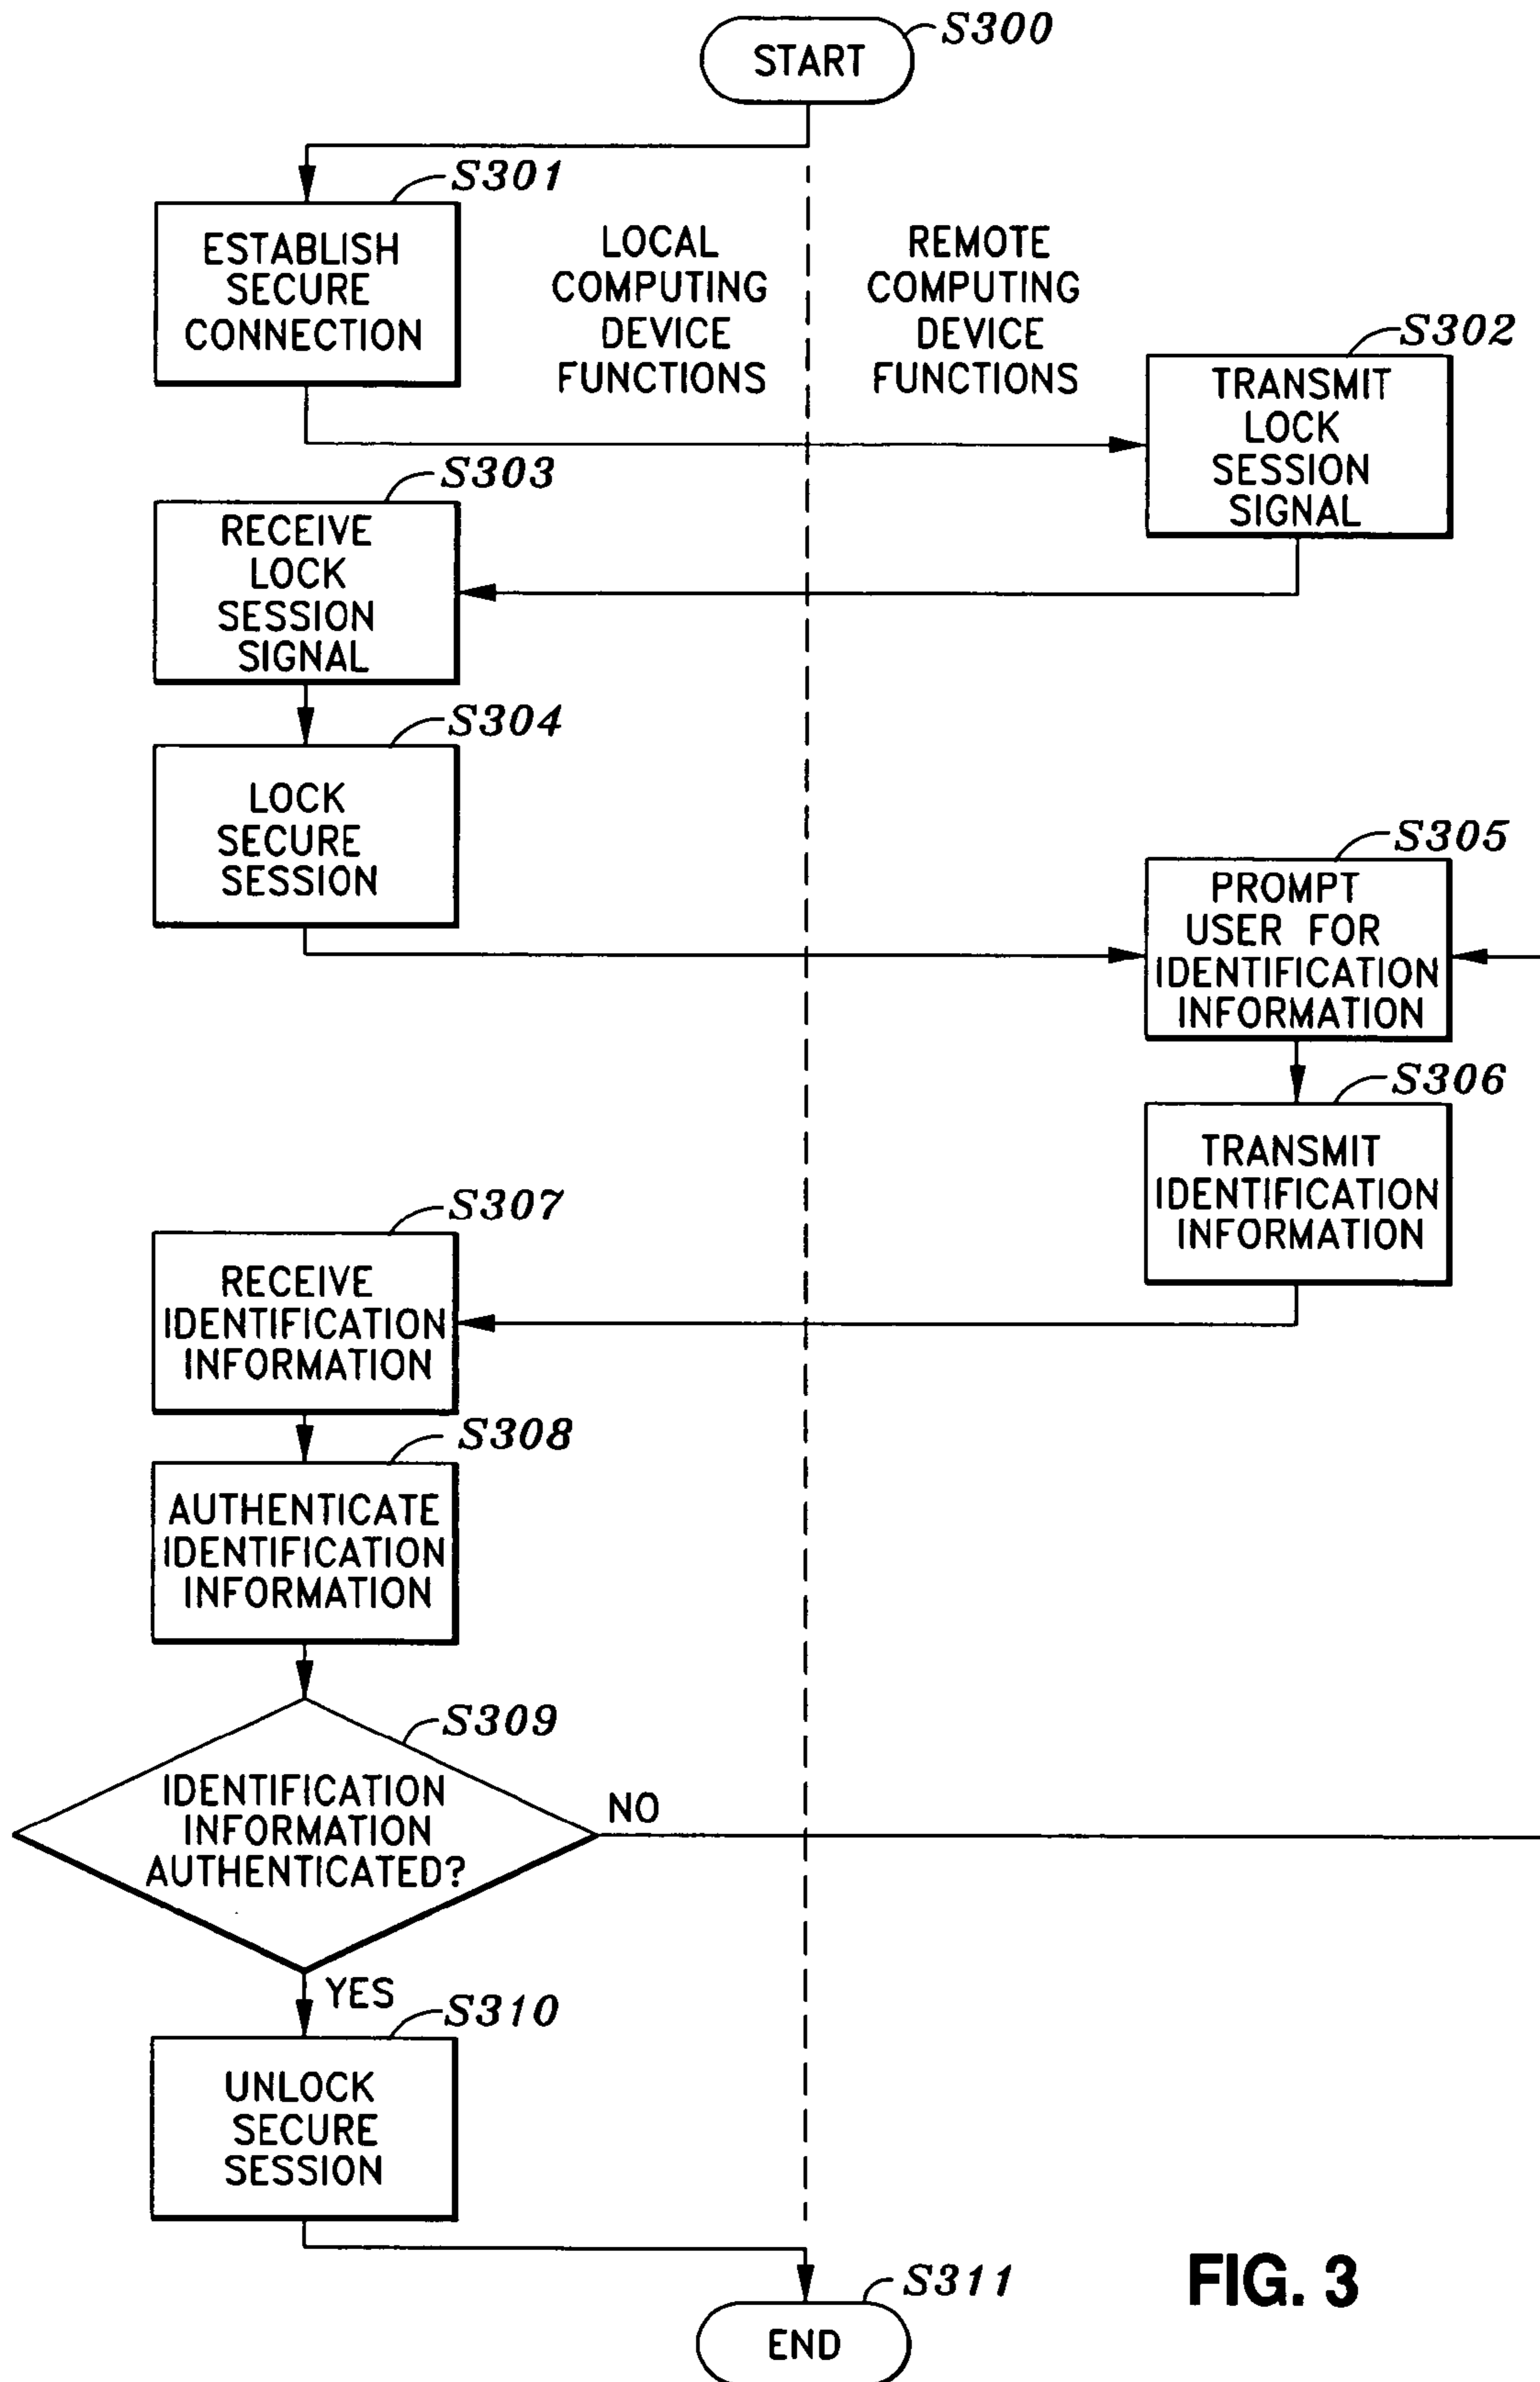 START
S300
S301
ESTABLISH
SECURE
CONNECTION
LOCAL
COMPUTING
DEVICE
FUNCTIONS
REMOTE
COMPUTING
DEVICE
FUNCTIONS
S302
TRANSMIT
LOCK
SESSION
SIGNAL
S303
RECEIVE
LOCK
SESSION
SIGNAL
S304
LOCK
SECURE
SESSION
S305
PROMPT
USER FOR
IDENTIFICATION
INFORMATION
S306
TRANSMIT
IDENTIFICATION
INFORMATION
S307
RECEIVE
IDENTIFICATION
INFORMATION
S308
AUTHENTICATE
IDENTIFICATION
INFORMATION
S309
IDENTIFICATION
INFORMATION
AUTHENTICATED?
NO
YES
S310
UNLOCK
SECURE
SESSION
S311
END
FIG. 3